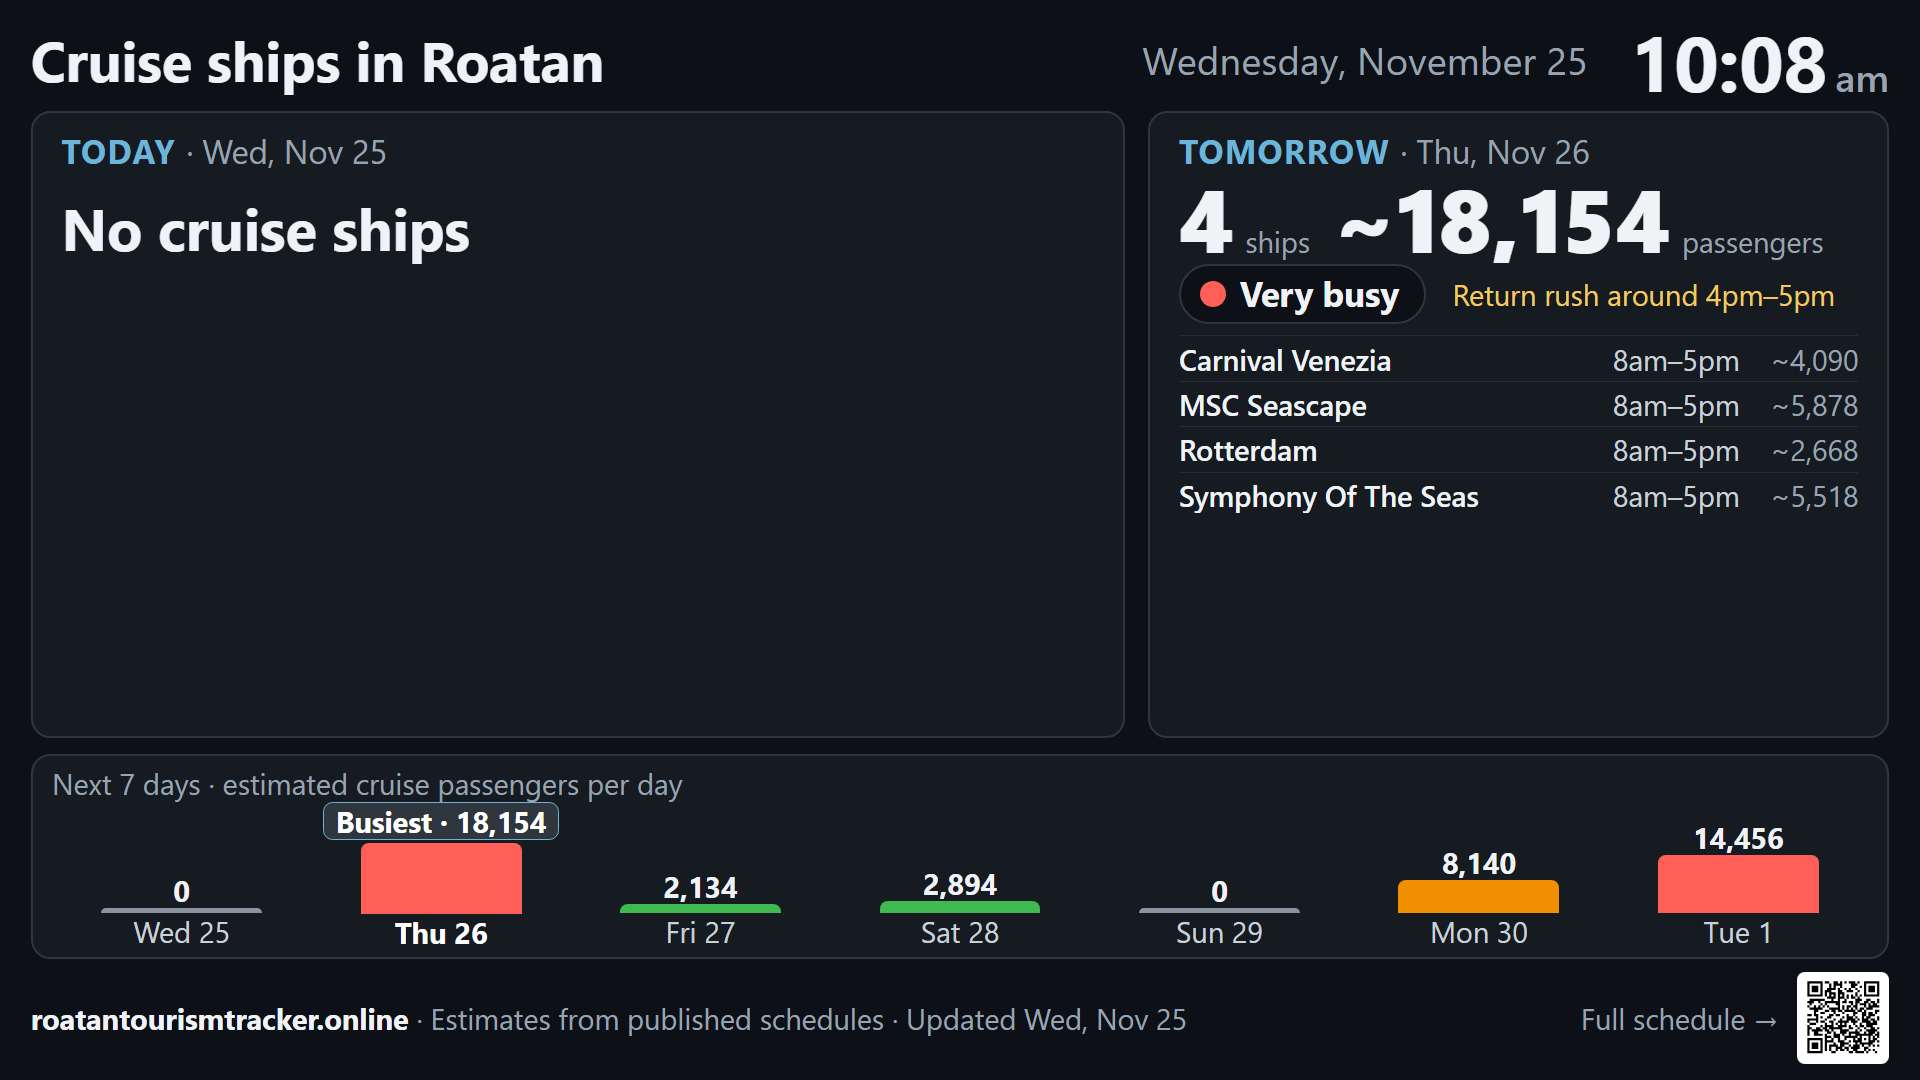 Cruise ships in Roatan
Wednesday, November 25 10:08 am
TODAY · Wed, Nov 25
No cruise ships
TOMORROW · Thu, Nov 26
4 ships ~18,154 passengers
Very busy Return rush around 4pm–5pm
Carnival Venezia 8am–5pm ~4,090
MSC Seascape 8am–5pm ~5,878
Rotterdam 8am–5pm ~2,668
Symphony Of The Seas 8am–5pm ~5,518
Next 7 days · estimated cruise passengers per day
0 Busiest · 18,154 2,134 2,894 0 8,140 14,456
Wed 25 Thu 26 Fri 27 Sat 28 Sun 29 Mon 30 Tue 1
roatantourismtracker.online · Estimates from published schedules · Updated Wed, Nov 25
Full schedule →